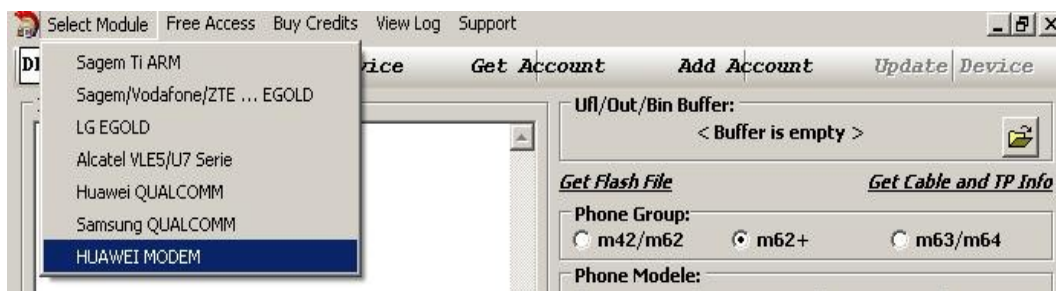 Select Module Free Access Buy Credits View Log Support
Sagem Ti ARM
Sagem/Vodafone/ZTE ... EGOLD
LG EGOLD
Alcatel VLE5/U7 Serie
Huawei QUALCOMM
Samsung QUALCOMM
HUAWEI MODEM
Get Account Add Account Update Device
Ufl/Out/Bin Buffer:
< Buffer is empty >
Get Flash File Get Cable and TP Info
Phone Group:
m42/m62 m62+ m63/m64
Phone Modele: